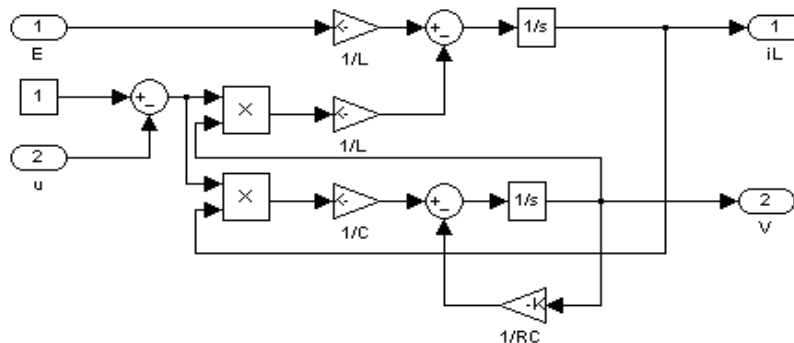 1
E
1/L
+
-
1/s
1
iL
1
+
-
×
1/L
2
u
×
1/C
+
-
1/s
2
V
-K
1/RC